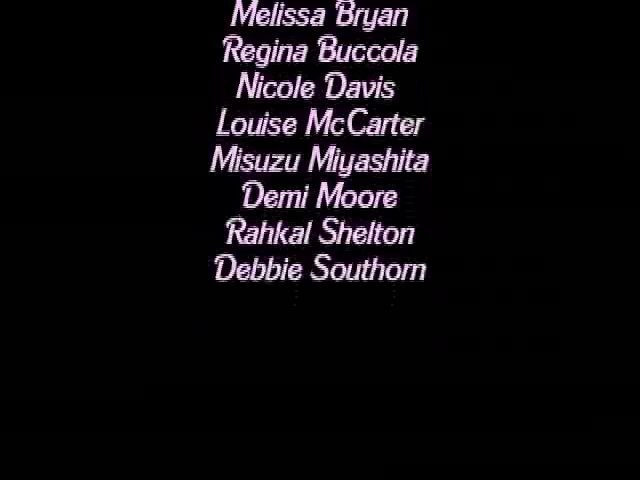 Melissa Bryan
Regina Buccola
Nicole Davis
Louise McCarter
Misuzu Miyashita
Demi Moore
Rahkal Shelton
Debbie Southorn